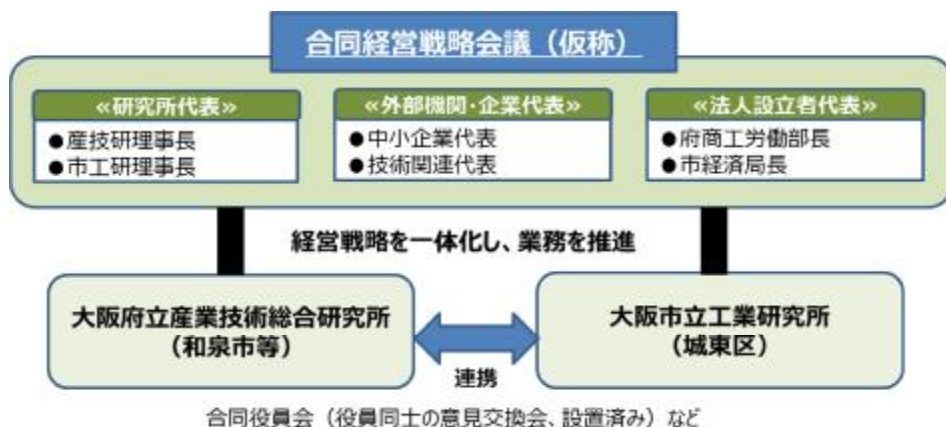 合同経営戦略会議（仮称）
≪研究所代表≫
●産技研理事長
●市工研理事長
≪外部機関・企業代表≫
●中小企業代表
●技術関連代表
≪法人設立者代表≫
●府商工労働部長
●市経済局長
経営戦略を一体化し、業務を推進
大阪府立産業技術総合研究所
（和泉市等）
大阪市立工業研究所
（城東区）
連携
合同役員会（役員同士の意見交換会、設置済み）など